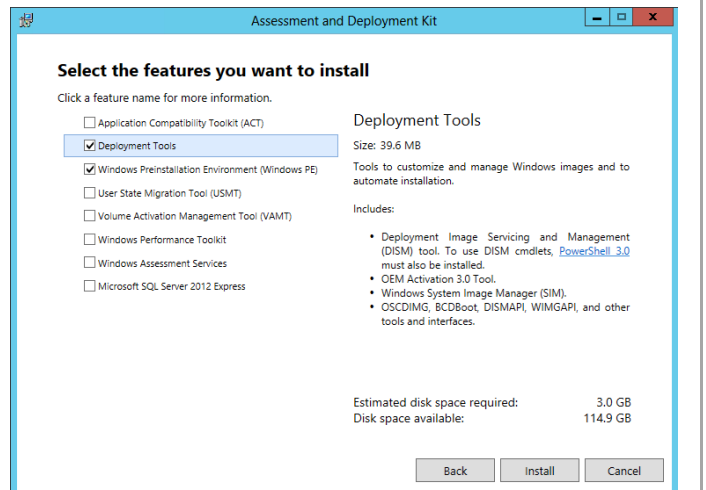 Assessment and Deployment Kit
Select the features you want to install
Click a feature name for more information.
Application Compatibility Toolkit (ACT)
Deployment Tools
Windows Preinstallation Environment (Windows PE)
User State Migration Tool (USMT)
Volume Activation Management Tool (VAMT)
Windows Performance Toolkit
Windows Assessment Services
Microsoft SQL Server 2012 Express
Deployment Tools
Size: 39.6 MB
Tools to customize and manage Windows images and to
automate installation.
Includes:
• Deployment Image Servicing and Management
(DISM) tool. To use DISM cmdlets, PowerShell 3.0
must also be installed.
• OEM Activation 3.0 Tool.
• Windows System Image Manager (SIM).
• OSCDIMG, BCDBoot, DISMAPI, WIMGAPI, and other
tools and interfaces.
Estimated disk space required: 3.0 GB
Disk space available: 114.9 GB
Back Install Cancel